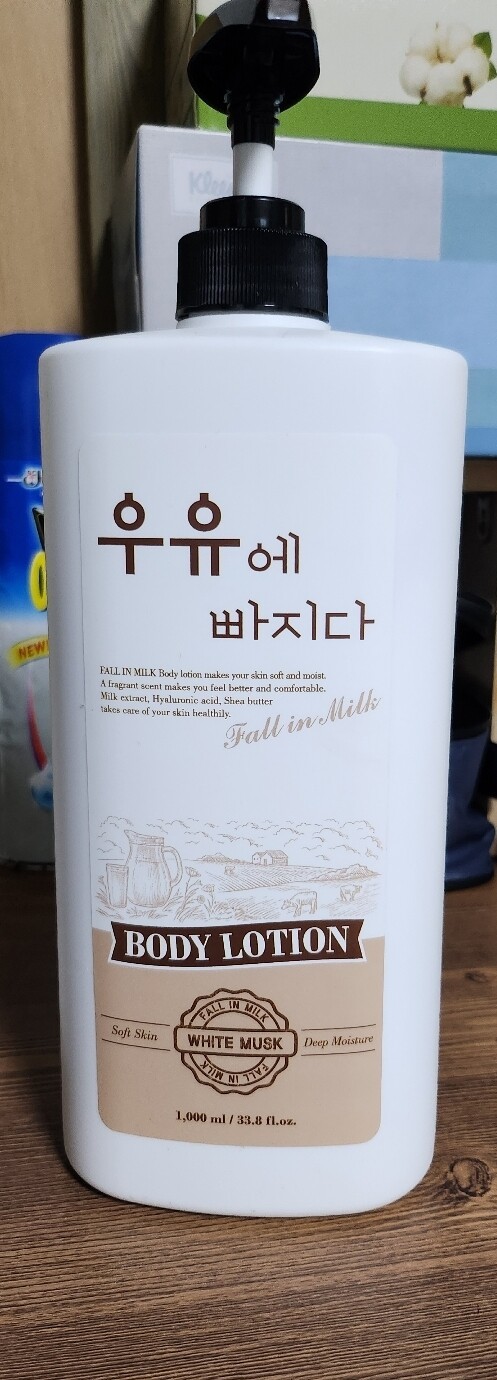 우유에
빠지다
FALL IN MILK Body lotion makes your skin soft and moist.
A fragrant scent makes you feel better and comfortable.
Milk extract, Hyaluronic acid, Shea butter
takes care of your skin healthily.
Fall in Milk
BODY LOTION
FALL IN MILK
Soft Skin
WHITE MUSK
Deep Moisture
FALL IN MILK
1,000 ml / 33.8 fl.oz.
NEW